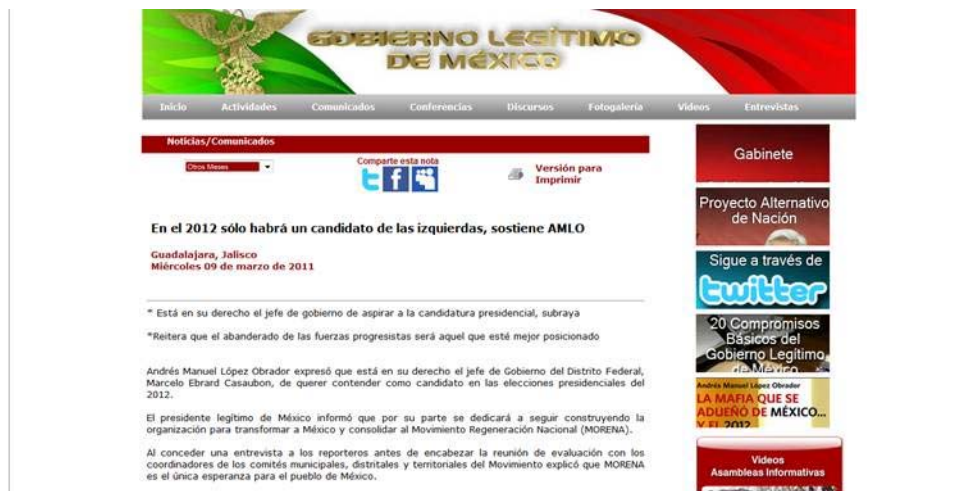 GOBIERNO LEGÍTIMO
DE MÉXICO
Inicio Actividades Comunicados Conferencias Discursos Fotogalería Videos Entrevistas
Noticias/Comunicados
Otros Meses
Comparte esta nota
Versión para
Imprimir
En el 2012 sólo habrá un candidato de las izquierdas, sostiene AMLO
Guadalajara, Jalisco
Miércoles 09 de marzo de 2011
* Está en su derecho el jefe de gobierno de aspirar a la candidatura presidencial, subraya
*Reitera que el abanderado de las fuerzas progresistas será aquel que esté mejor posicionado
Andrés Manuel López Obrador expresó que está en su derecho el jefe de Gobierno del Distrito Federal,
Marcelo Ebrard Casaubon, de querer contender como candidato en las elecciones presidenciales del
2012.
El presidente legítimo de México informó que por su parte se dedicará a seguir construyendo la
organización para transformar a México y consolidar al Movimiento Regeneración Nacional (MORENA).
Al conceder una entrevista a los reporteros antes de encabezar la reunión de evaluación con los
coordinadores de los comités municipales, distritales y territoriales del Movimiento explicó que MORENA
es el única esperanza para el pueblo de México.
Gabinete
Proyecto Alternativo
de Nación
Sigue a través de
twitter
20 Compromisos
Básicos del
Gobierno Legítimo
de México
Andrés Manuel López Obrador
LA MAFIA QUE SE
ADUEÑÓ DE MÉXICO...
Y EL 2012
Videos
Asambleas Informativas